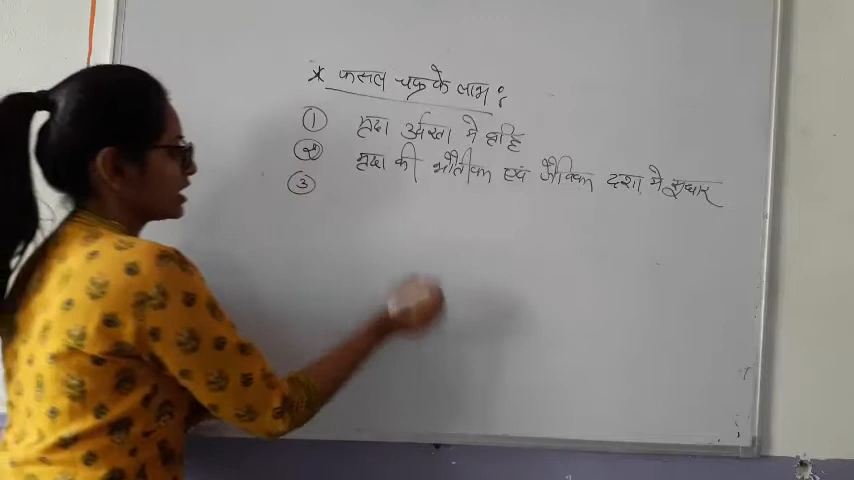 * फसल चक्र के लाभ :
① मृदा उर्वरता में वृद्धि
② मृदा की भौतिक एवं जैविक दशा में सुधार
③